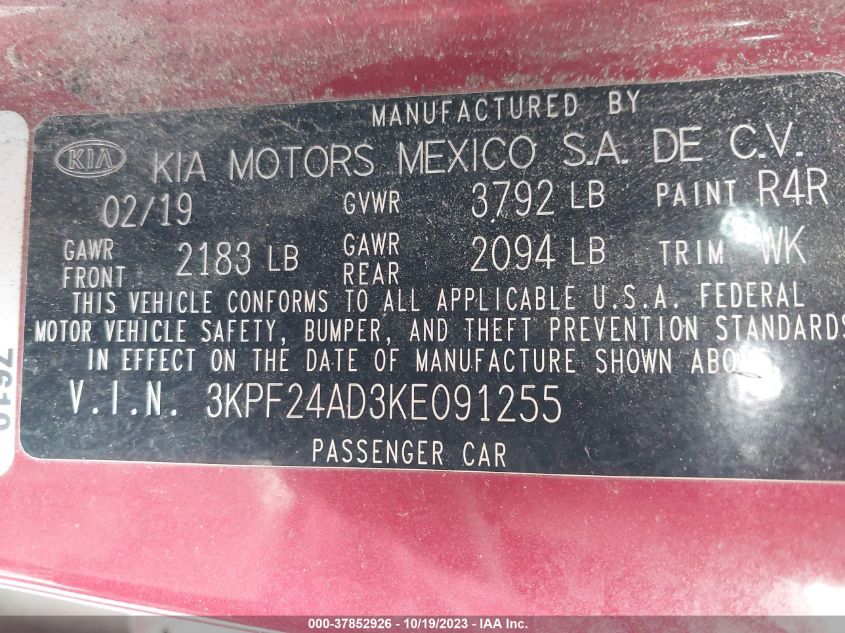 MANUFACTURED BY
KIA KIA MOTORS MEXICO S.A. DE C.V.
02/19 GVWR 3792 LB PAINT R4R
GAWR FRONT 2183 LB GAWR REAR 2094 LB TRIM WK
THIS VEHICLE CONFORMS TO ALL APPLICABLE U.S.A. FEDERAL
MOTOR VEHICLE SAFETY, BUMPER, AND THEFT PREVENTION STANDARDS
IN EFFECT ON THE DATE OF MANUFACTURE SHOWN ABOVE.
V.I.N. 3KPF24AD3KE091255
PASSENGER CAR
000-37852926 - 10/19/2023 - IAA Inc.